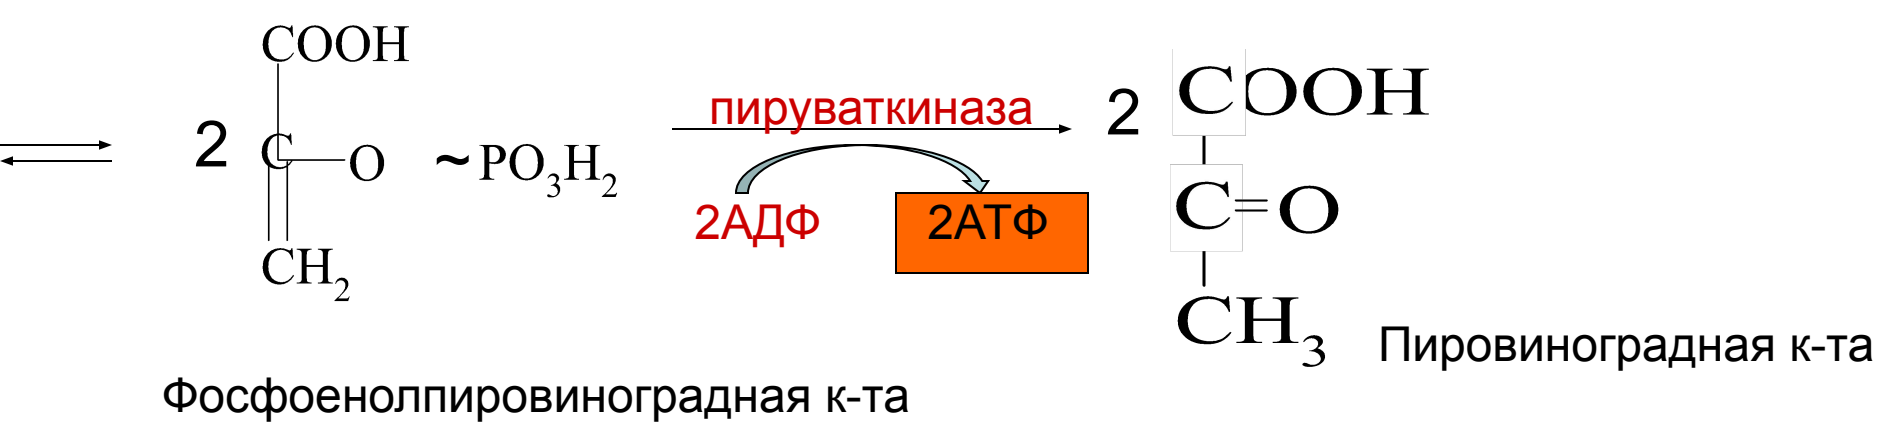 COOH
2 C—O ~PO₃H₂
CH₂
Фосфоенолпировиноградная к-та
пируваткиназа
2АДФ 2АТФ
2 COOH
C=O
CH₃
Пировиноградная к-та